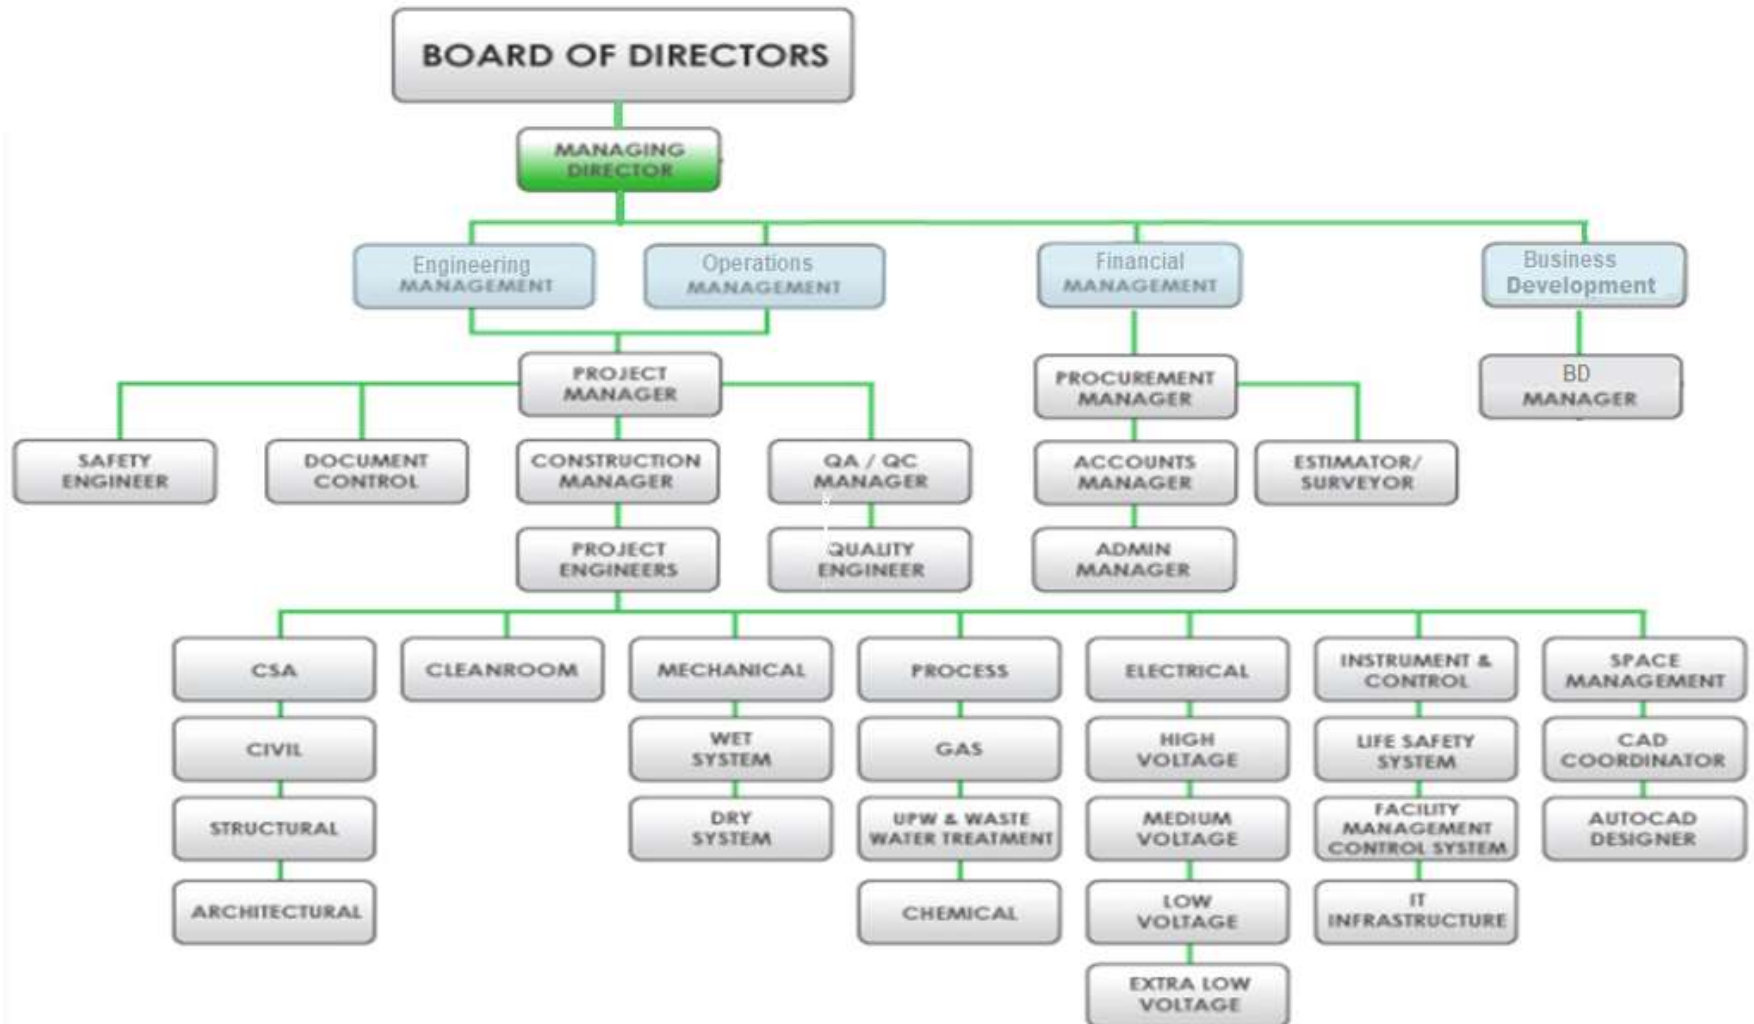 BOARD OF DIRECTORS
MANAGING
DIRECTOR
Engineering
MANAGEMENT
Operations
MANAGEMENT
Financial
MANAGEMENT
Business
Development
PROJECT
MANAGER
PROCUREMENT
MANAGER
BD
MANAGER
SAFETY
ENGINEER
DOCUMENT
CONTROL
CONSTRUCTION
MANAGER
QA / QC
MANAGER
ACCOUNTS
MANAGER
ESTIMATOR/
SURVEYOR
PROJECT
ENGINEERS
QUALITY
ENGINEER
ADMIN
MANAGER
CSA
CLEANROOM
MECHANICAL
PROCESS
ELECTRICAL
INSTRUMENT &
CONTROL
SPACE
MANAGEMENT
CIVIL
WET
SYSTEM
GAS
HIGH
VOLTAGE
LIFE SAFETY
SYSTEM
CAD
COORDINATOR
STRUCTURAL
DRY
SYSTEM
UPW & WASTE
WATER TREATMENT
MEDIUM
VOLTAGE
FACILITY
MANAGEMENT
CONTROL SYSTEM
AUTOCAD
DESIGNER
ARCHITECTURAL
CHEMICAL
LOW
VOLTAGE
IT
INFRASTRUCTURE
EXTRA LOW
VOLTAGE